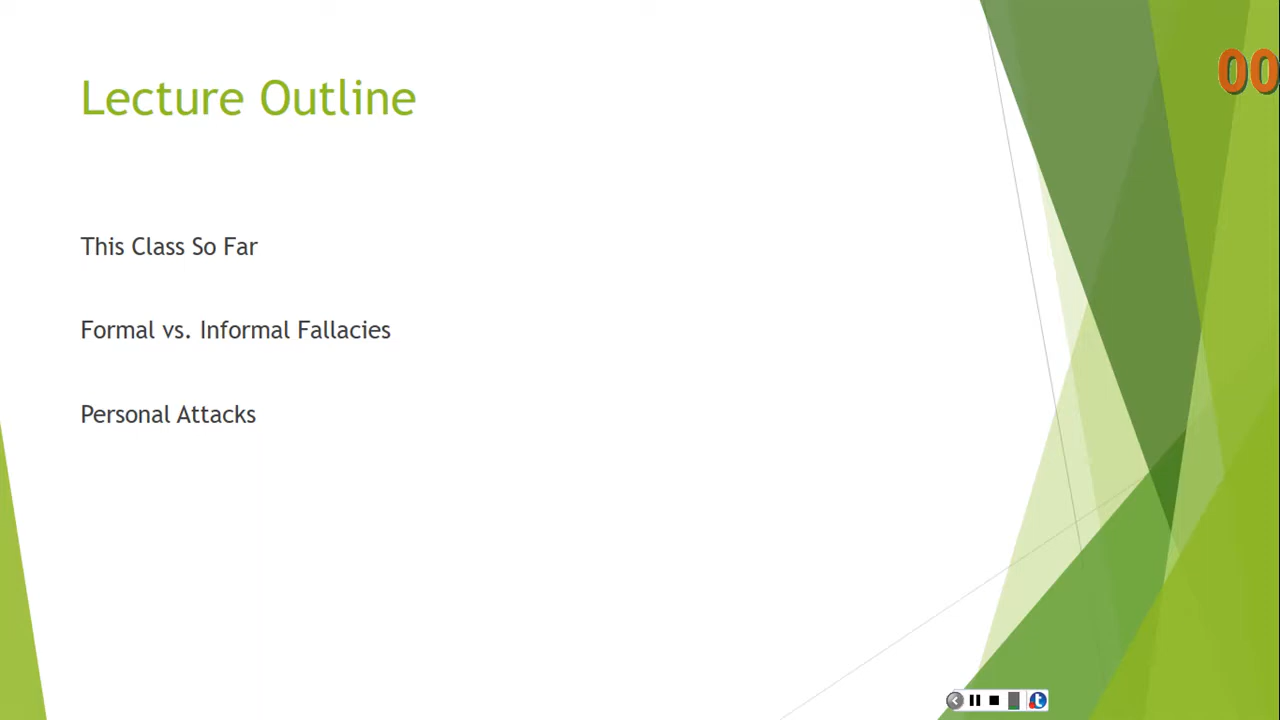 00
Lecture Outline
This Class So Far
Formal vs. Informal Fallacies
Personal Attacks
t